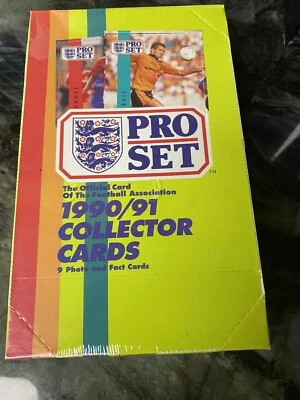 PRO
SET
PRO
SET
PRO
SET
TM
The Official Card
Of The Football Association
1990/91
COLLECTOR
CARDS
9 Photo and Fact Cards